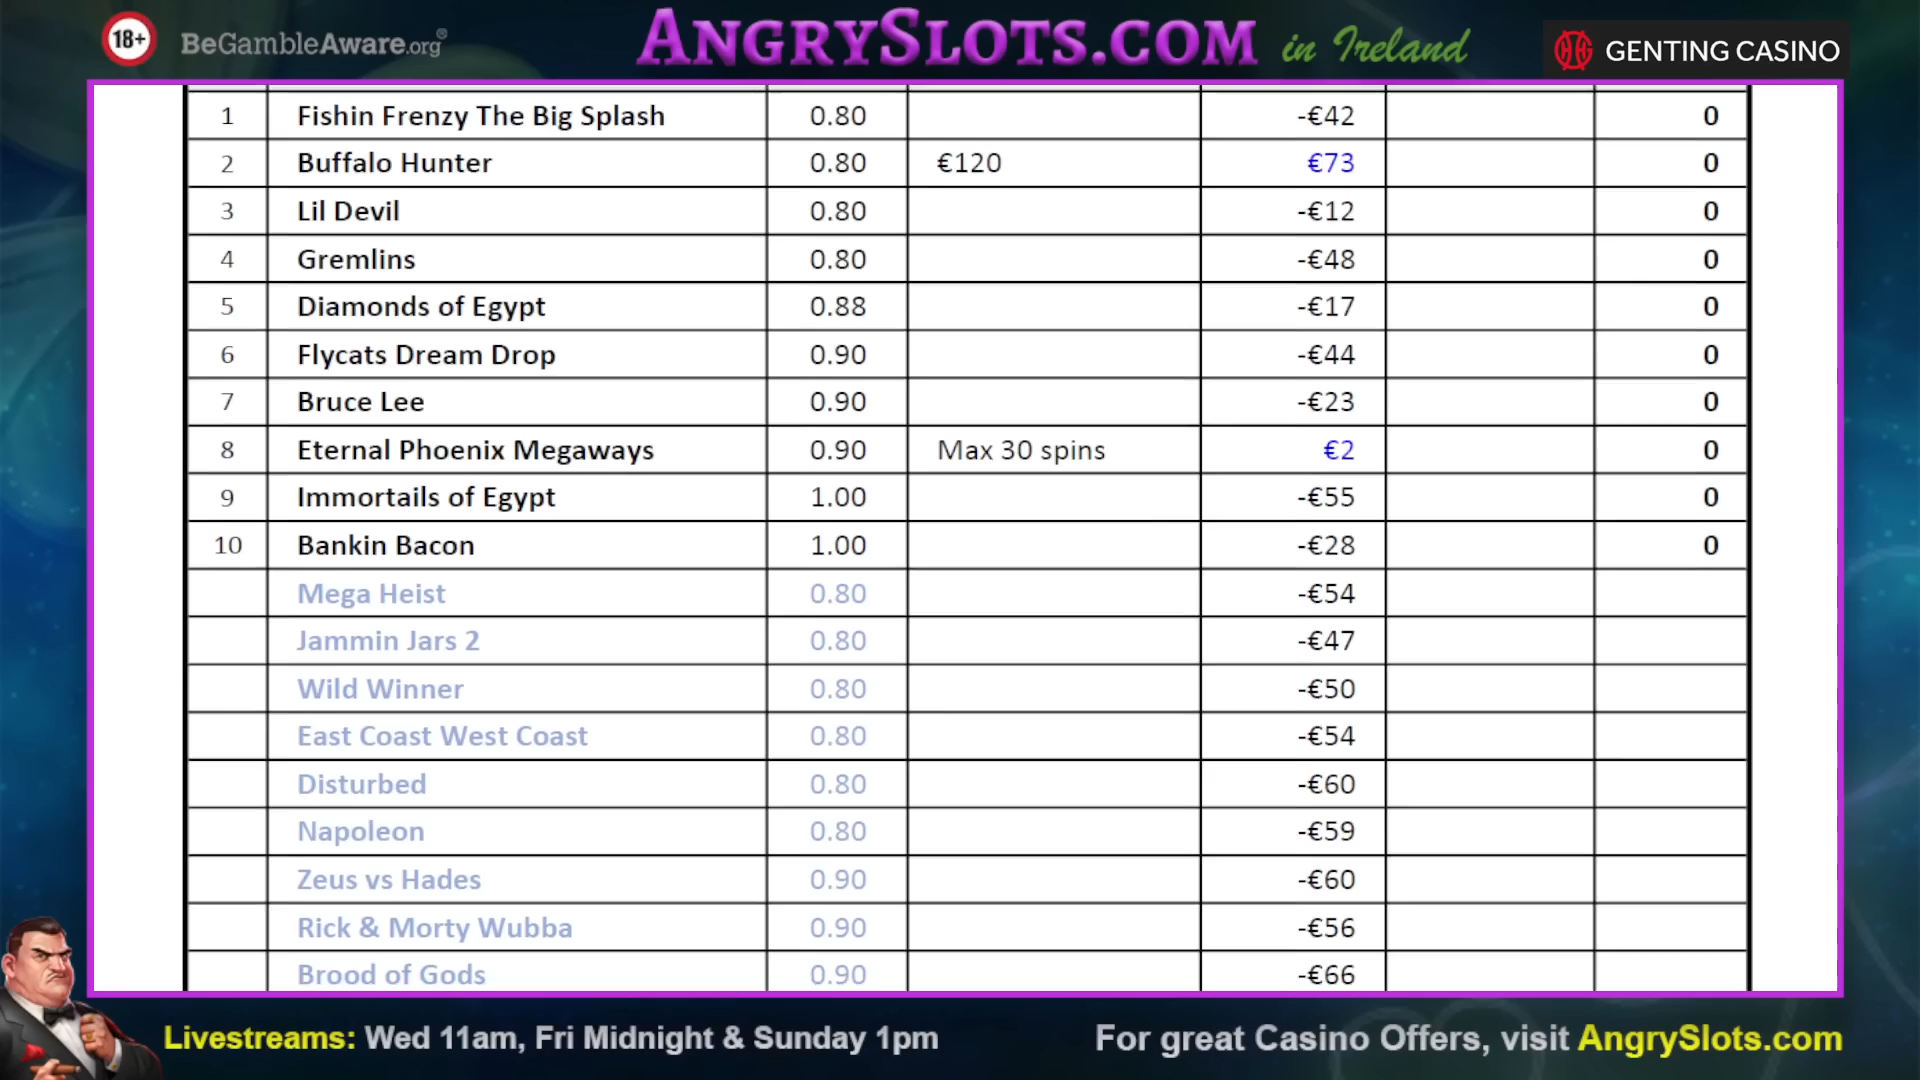 18+ BeGambleAware.org® ANGRYSLOTS.COM in Ireland GENTING CASINO
1 Fishin Frenzy The Big Splash 0.80 -€42 0
2 Buffalo Hunter 0.80 €120 €73 0
3 Lil Devil 0.80 -€12 0
4 Gremlins 0.80 -€48 0
5 Diamonds of Egypt 0.88 -€17 0
6 Flycats Dream Drop 0.90 -€44 0
7 Bruce Lee 0.90 -€23 0
8 Eternal Phoenix Megaways 0.90 Max 30 spins €2 0
9 Immortails of Egypt 1.00 -€55 0
10 Bankin Bacon 1.00 -€28 0
Mega Heist 0.80 -€54
Jammin Jars 2 0.80 -€47
Wild Winner 0.80 -€50
East Coast West Coast 0.80 -€54
Disturbed 0.80 -€60
Napoleon 0.80 -€59
Zeus vs Hades 0.90 -€60
Rick & Morty Wubba 0.90 -€56
Brood of Gods 0.90 -€66
Livestreams: Wed 11am, Fri Midnight & Sunday 1pm For great Casino Offers, visit AngrySlots.com